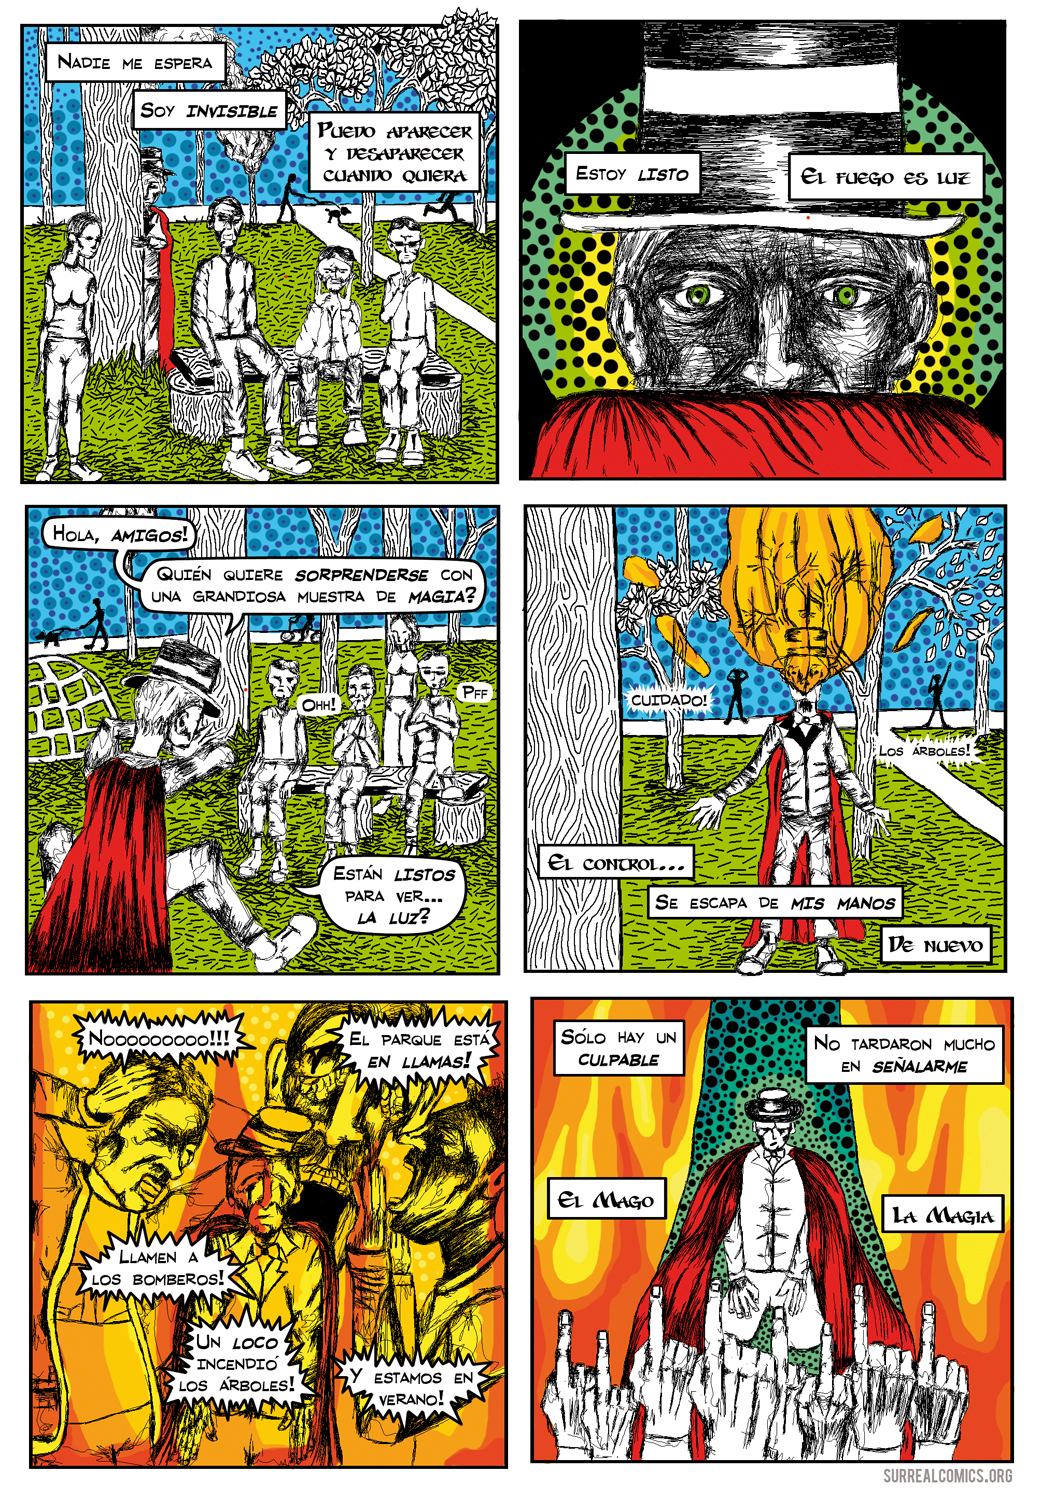 Nadie me espera
Soy invisible
Puedo aparecer
y desaparecer
cuando quiera
Estoy listo
El fuego es luz
Hola, amigos!
Quién quiere sorprenderse con
una grandiosa muestra de magia?
Ohh!
Pff
Están listos
para ver...
la luz?
cuidado!
Los árboles!
El control...
Se escapa de mis manos
De nuevo
Nooooooooo!!!
El parque está
en llamas!
Llamen a
los bomberos!
Un loco
incendió
los árboles!
Y estamos en
verano!
Sólo hay un
culpable
No tardaron mucho
en señalarme
El Mago
La Magia
SURREALCOMICS.ORG